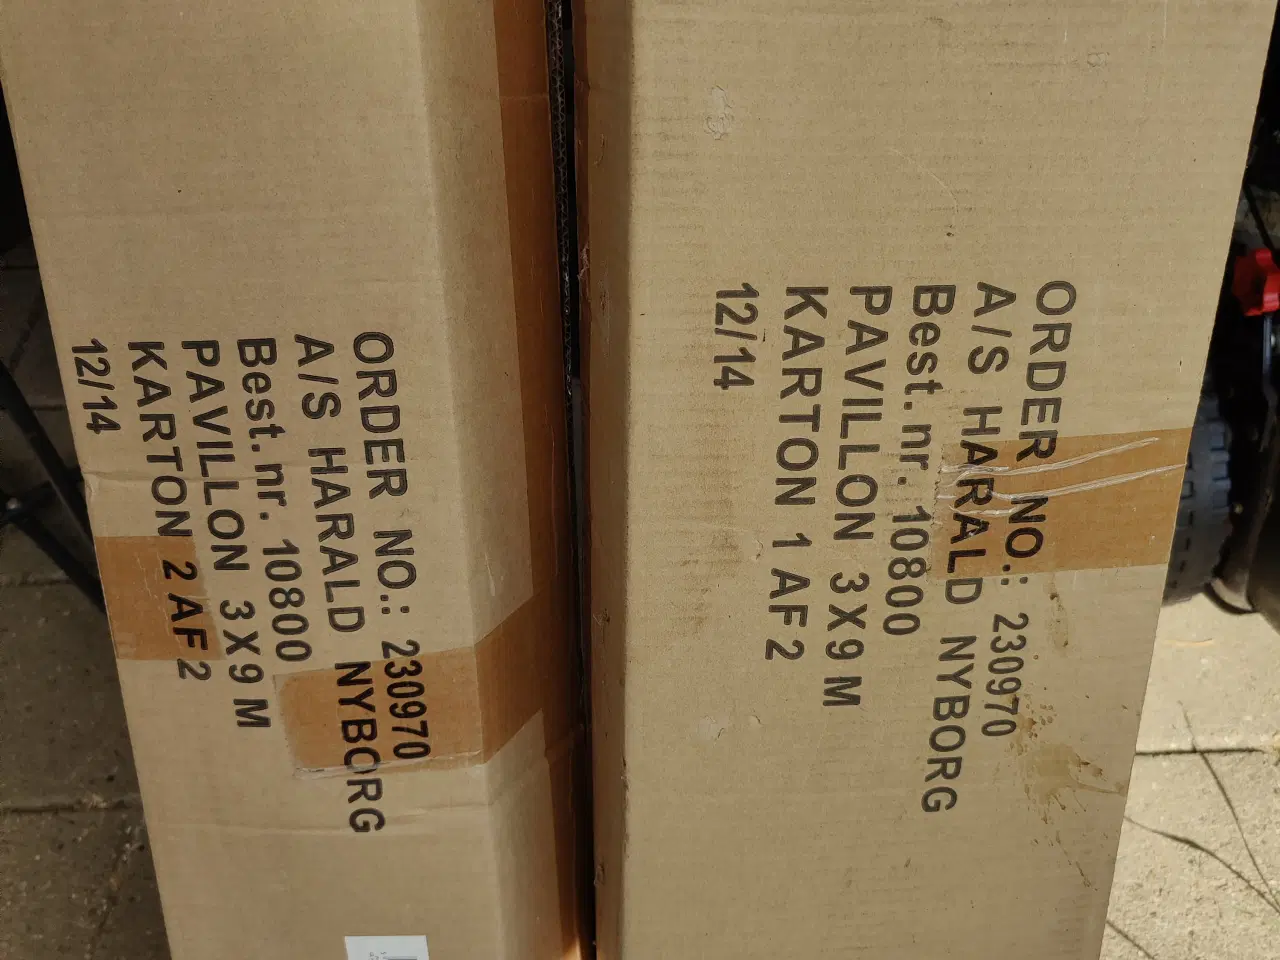 ORDER NO.: 230970
A/S HARALD NYBORG
Best.nr. 10800
PAVILLON 3X9 M
KARTON 2 AF 2
12/14
ORDER NO.: 230970
A/S HARALD NYBORG
Best.nr. 10800
PAVILLON 3X9 M
KARTON 1 AF 2
12/14